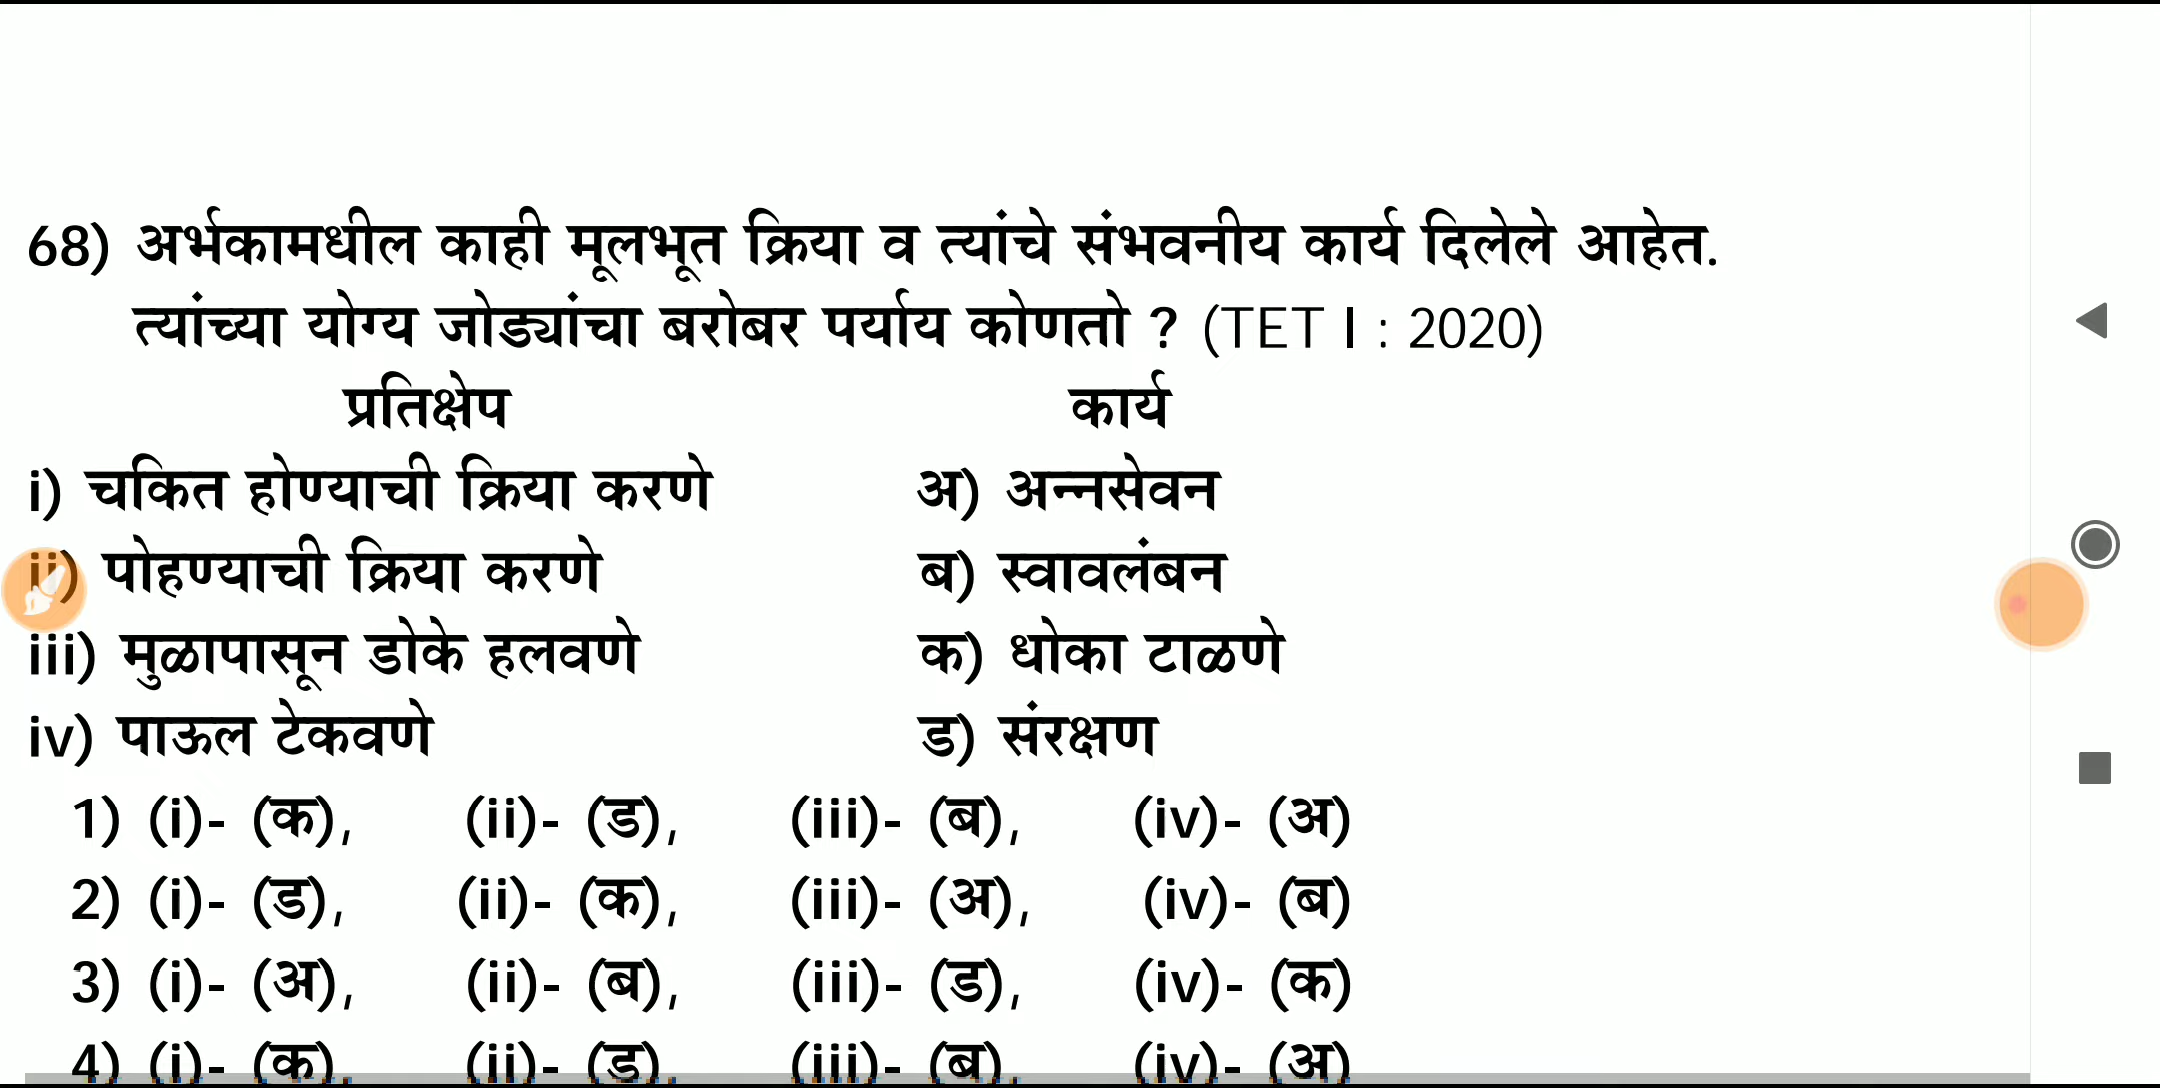 68) अर्भकामधील काही मूलभूत क्रिया व त्यांचे संभवनीय कार्य दिलेले आहेत.
त्यांच्या योग्य जोड्यांचा बरोबर पर्याय कोणतो ? (TET I : 2020)
प्रतिक्षेप कार्य
i) चकित होण्याची क्रिया करणे अ) अन्नसेवन
ii) पोहण्याची क्रिया करणे ब) स्वावलंबन
iii) मुळापासून डोके हलवणे क) धोका टाळणे
iv) पाऊल टेकवणे ड) संरक्षण
1) (i)- (क), (ii)- (ड), (iii)- (ब), (iv)- (अ)
2) (i)- (ड), (ii)- (क), (iii)- (अ), (iv)- (ब)
3) (i)- (अ), (ii)- (ब), (iii)- (ड), (iv)- (क)
4) (i)- (क), (ii)- (ड), (iii)- (ब), (iv)- (अ)